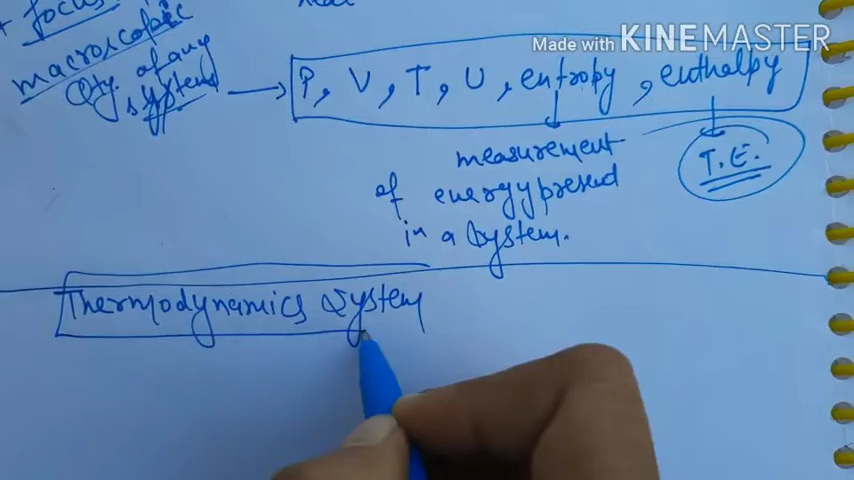 focus
macroscopic
Qty. of any
system
P, V, T, U, entropy, enthalpy
measurement
of energy present
in a system.
T.E.
Thermodynamics System
Made with KINEMASTER